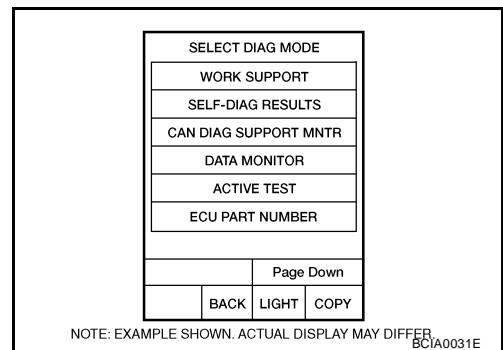 SELECT DIAG MODE
WORK SUPPORT
SELF-DIAG RESULTS
CAN DIAG SUPPORT MNTR
DATA MONITOR
ACTIVE TEST
ECU PART NUMBER
Page Down
BACK LIGHT COPY
NOTE: EXAMPLE SHOWN. ACTUAL DISPLAY MAY DIFFER.
BCIA0031E